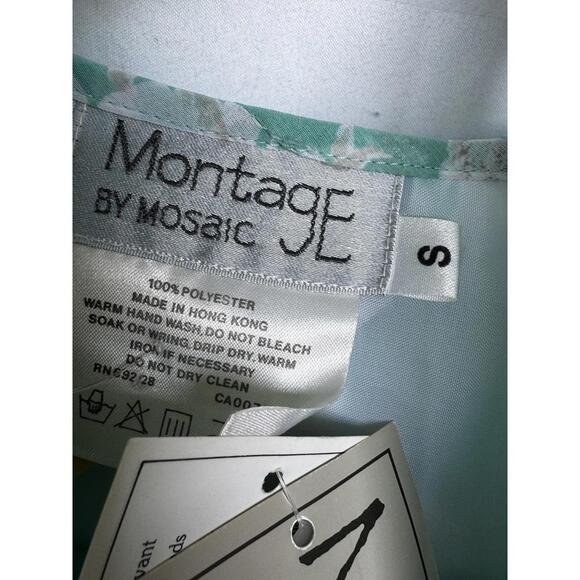 MontagE
BY MOSaiC
S
100% POLYESTER
MADE IN HONG KONG
WARM HAND WASH, DO NOT BLEACH
SOAK OR WRING, DRIP DRY. WARM
IRON IF NECESSARY
DO NOT DRY CLEAN